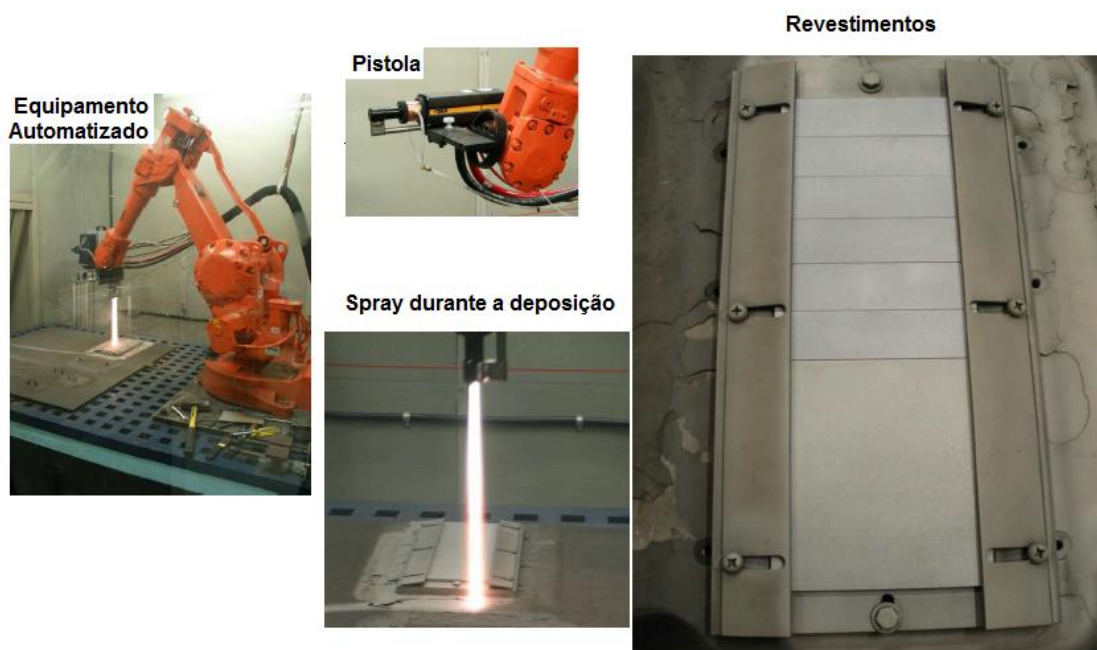 Equipamento
Automatizado
Pistola
Spray durante a deposição
Revestimentos